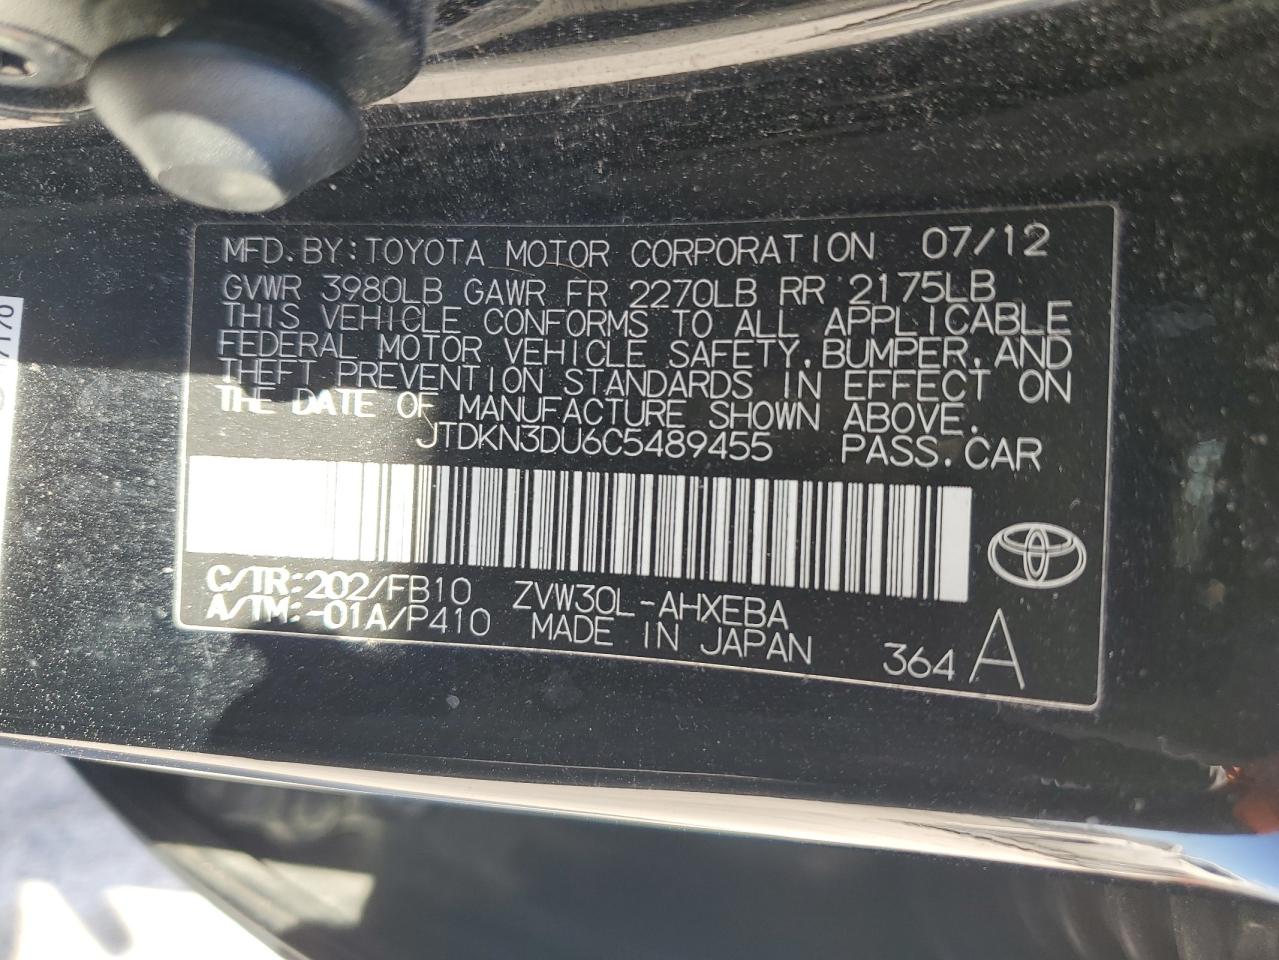 MFD. BY: TOYOTA MOTOR CORPORATION 07/12
GVWR 3980LB GAWR FR 2270LB RR 2175LB
THIS VEHICLE CONFORMS TO ALL APPLICABLE
FEDERAL MOTOR VEHICLE SAFETY, BUMPER, AND
THEFT PREVENTION STANDARDS IN EFFECT ON
THE DATE OF MANUFACTURE SHOWN ABOVE.
JTDKN3DU6C5489455 PASS. CAR
C/TR: 202/FB10 ZVW30L-AHXEBA
A/TM: -01A/P410 MADE IN JAPAN 364 A